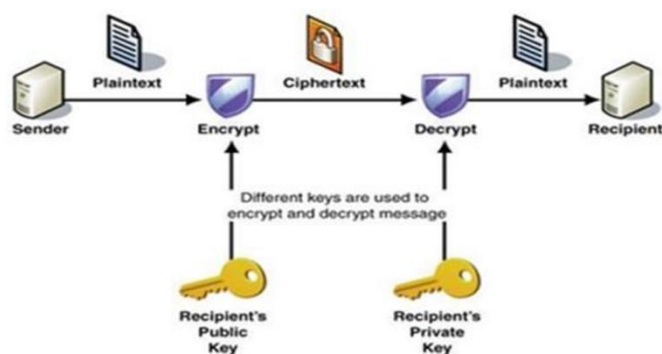 Plaintext
Ciphertext
Plaintext
Sender
Encrypt
Decrypt
Recipient
Different keys are used to
encrypt and decrypt message
Recipient's
Public
Key
Recipient's
Private
Key